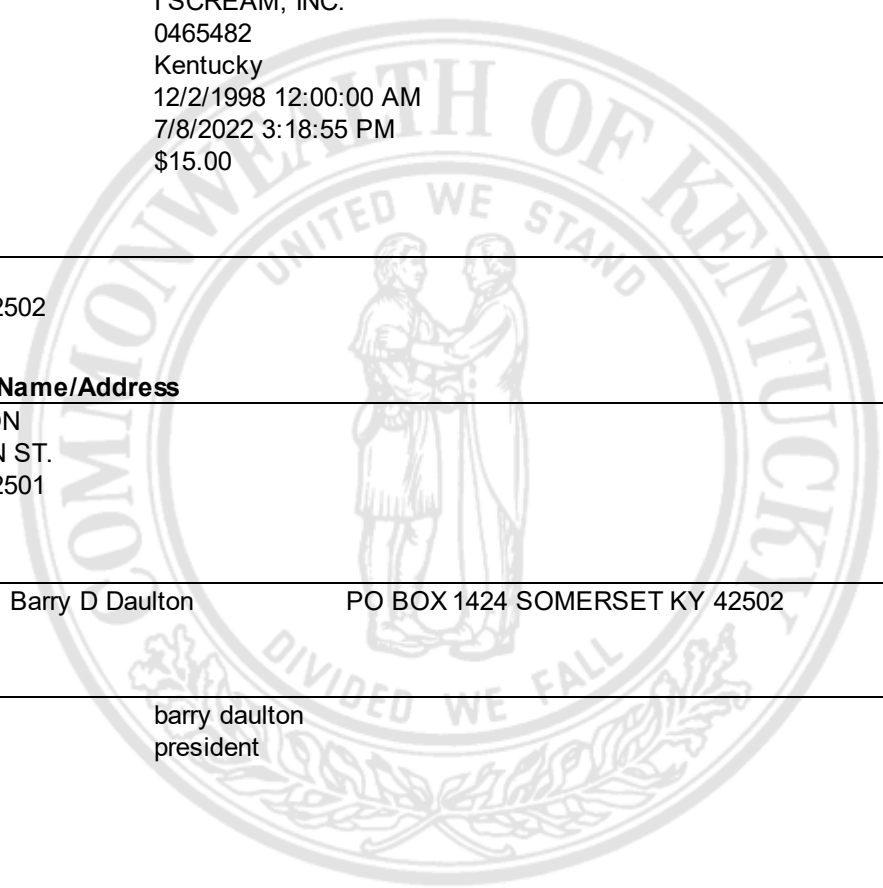 I SCREAM, INC.
0465482
Kentucky
12/2/1998 12:00:00 AM
7/8/2022 3:18:55 PM
$15.00
2502
Name/Address
ON
N ST.
2501
Barry D Daulton PO BOX 1424 SOMERSET KY 42502
barry daulton
president
COMMONWEALTH OF KENTUCKY
UNITED WE STAND
DIVIDED WE FALL